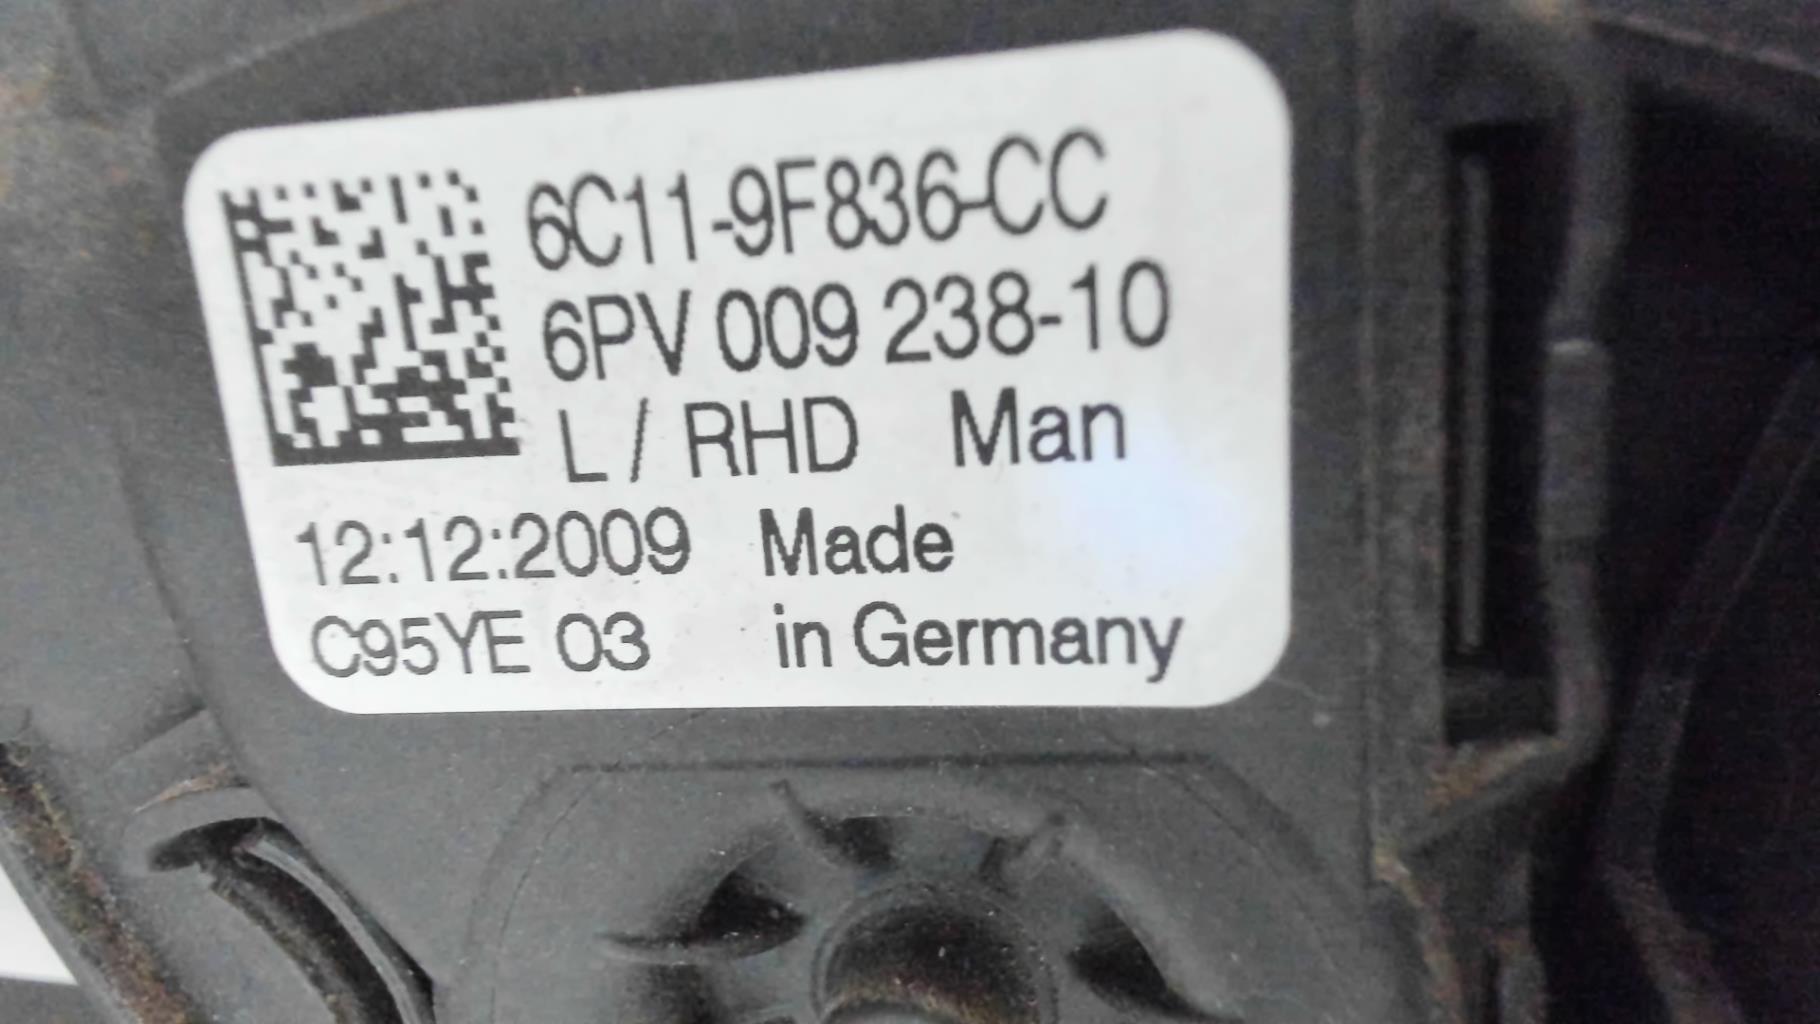 6C11-9F836-CC
6PV 009 238-10
L / RHD Man
12:12:2009 Made
C95YE 03 in Germany